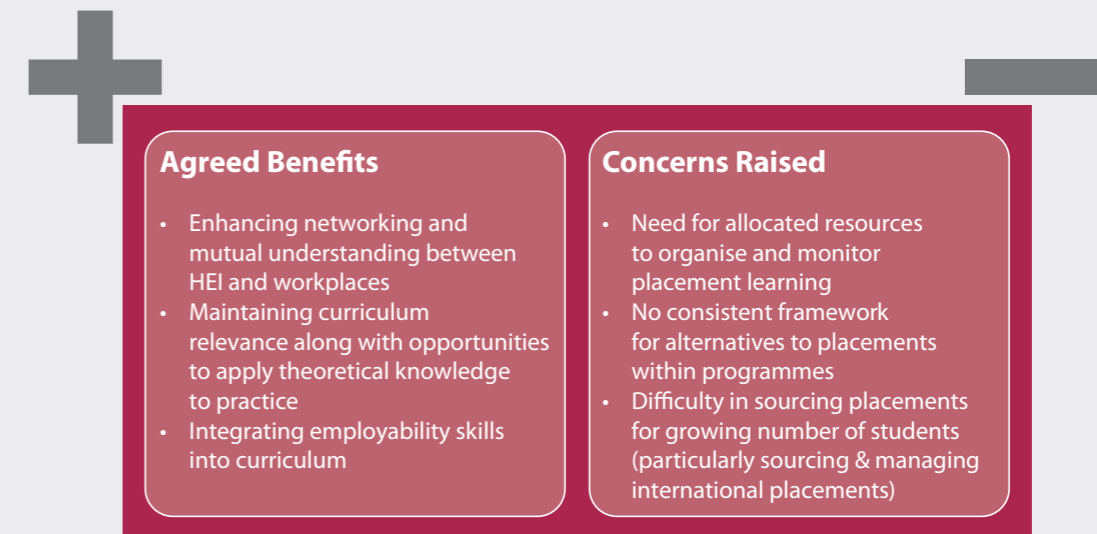 Agreed Benefits
• Enhancing networking and
mutual understanding between
HEI and workplaces
• Maintaining curriculum
relevance along with opportunities
to apply theoretical knowledge
to practice
• Integrating employability skills
into curriculum
Concerns Raised
• Need for allocated resources
to organise and monitor
placement learning
• No consistent framework
for alternatives to placements
within programmes
• Difficulty in sourcing placements
for growing number of students
(particularly sourcing & managing
international placements)